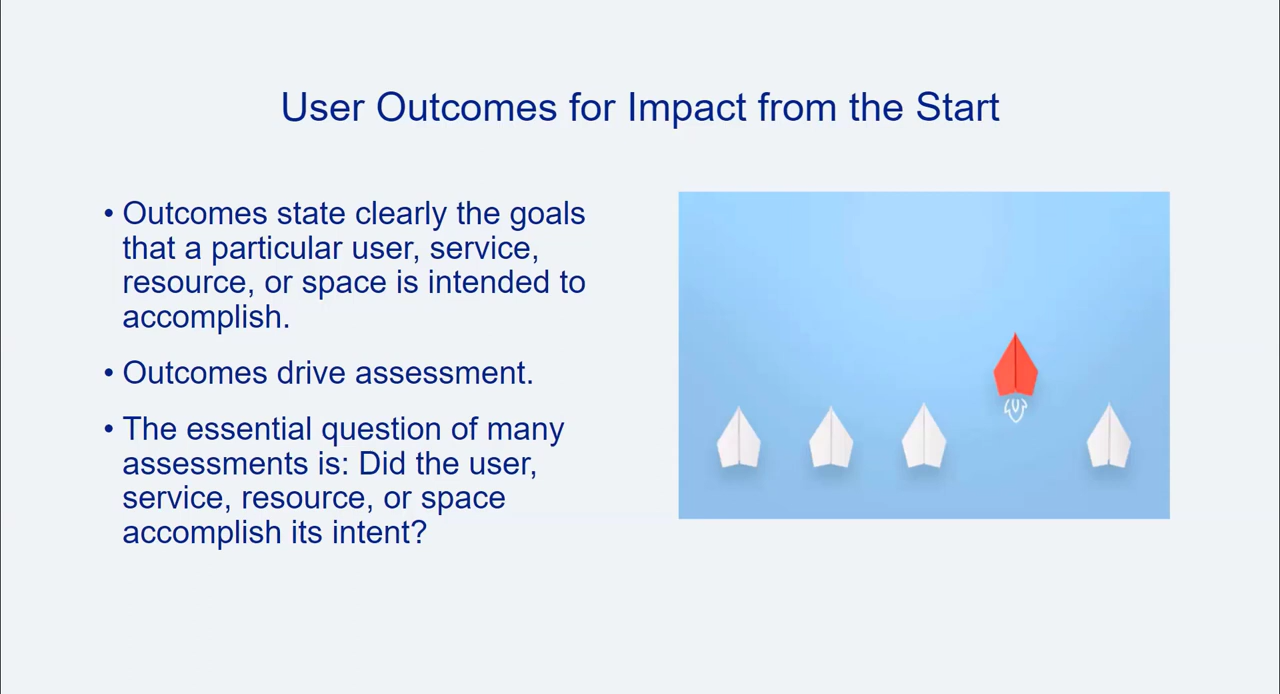 User Outcomes for Impact from the Start
• Outcomes state clearly the goals
that a particular user, service,
resource, or space is intended to
accomplish.
• Outcomes drive assessment.
• The essential question of many
assessments is: Did the user,
service, resource, or space
accomplish its intent?